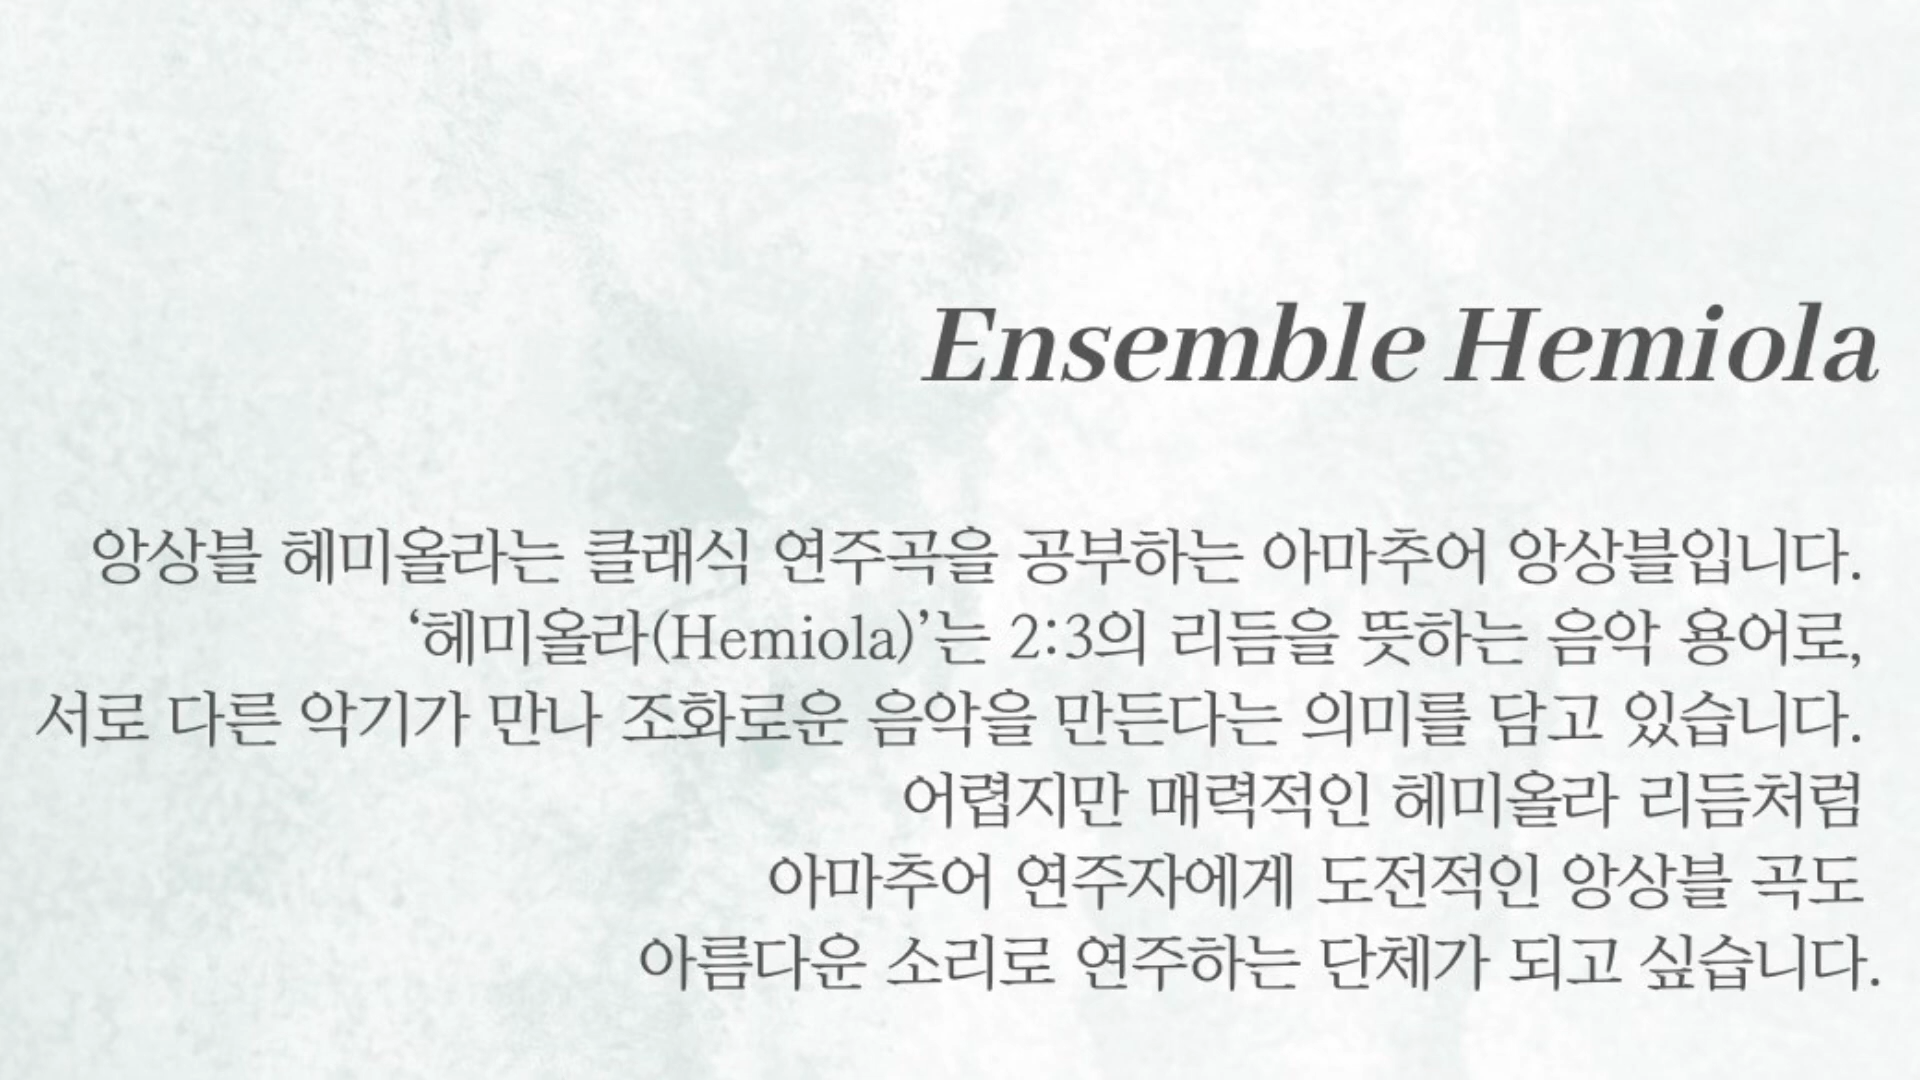 Ensemble Hemiola
앙상블 헤미올라는 클래식 연주곡을 공부하는 아마추어 앙상블입니다.
‘헤미올라(Hemiola)’는 2:3의 리듬을 뜻하는 음악 용어로,
서로 다른 악기가 만나 조화로운 음악을 만든다는 의미를 담고 있습니다.
어렵지만 매력적인 헤미올라 리듬처럼
아마추어 연주자에게 도전적인 앙상블 곡도
아름다운 소리로 연주하는 단체가 되고 싶습니다.